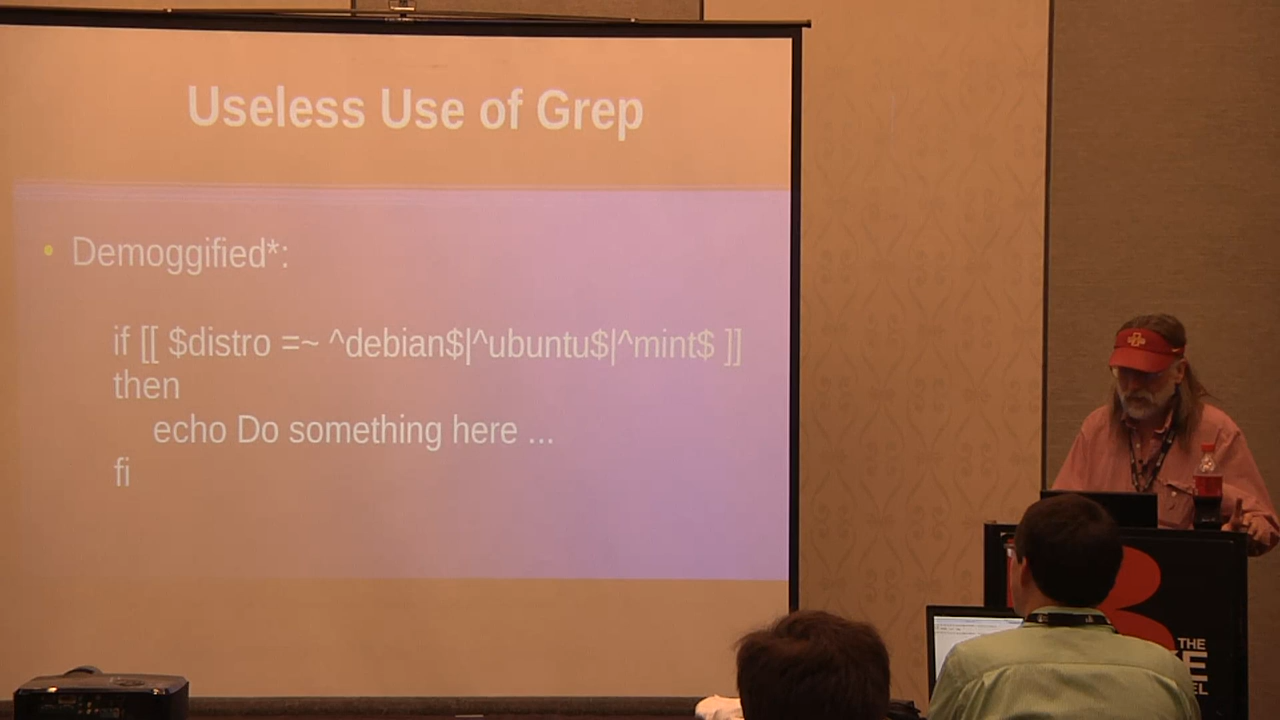 Useless Use of Grep
• Demoggified*:
if [[ $distro =~ ^debian$|^ubuntu$|^mint$ ]]
then
echo Do something here ...
fi
THE